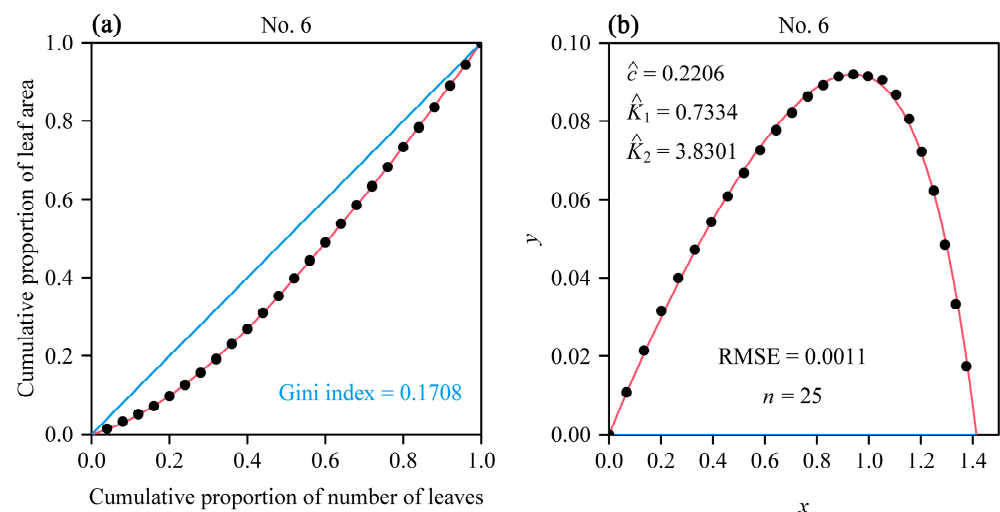 (a)
No. 6
Cumulative proportion of leaf area
1.0
0.8
0.6
0.4
0.2
0.0
Gini index = 0.1708
0.0 0.2 0.4 0.6 0.8 1.0
Cumulative proportion of number of leaves
(b)
No. 6
y
0.10
0.08
0.06
0.04
0.02
0.00
ĉ = 0.2206
K̂₁ = 0.7334
K̂₂ = 3.8301
RMSE = 0.0011
n = 25
0.0 0.2 0.4 0.6 0.8 1.0 1.2 1.4
x